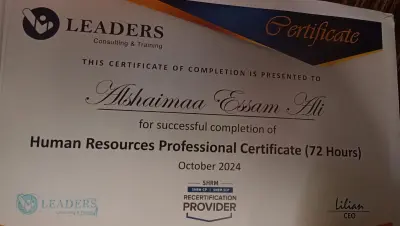 LEADERS
Consulting & Training
Certificate
THIS CERTIFICATE OF COMPLETION IS PRESENTED TO
Alshaimaa Essam Ali
for successful completion of
Human Resources Professional Certificate (72 Hours)
October 2024
LEADERS
SHRM
RECERTIFICATION
PROVIDER
Lilian
CEO